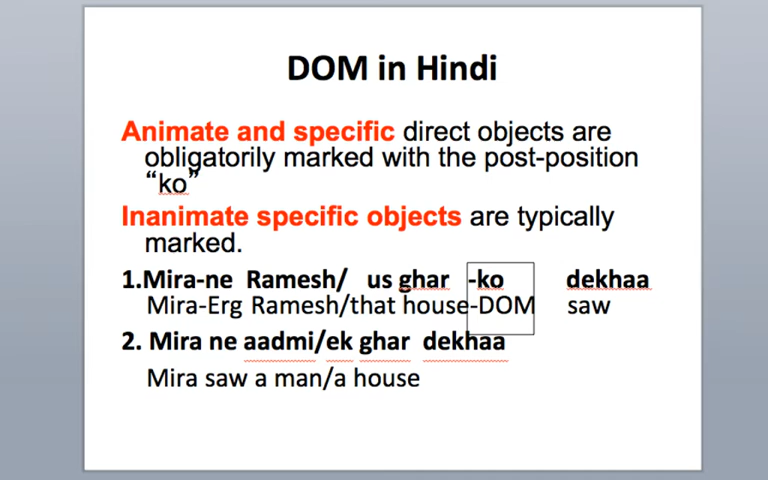 DOM in Hindi
Animate and specific direct objects are
obligatorily marked with the post-position
“ko”
Inanimate specific objects are typically
marked.
1.Mira-ne Ramesh/ us ghar -ko dekhaa
Mira-Erg Ramesh/that house-DOM saw
2. Mira ne aadmi/ek ghar dekhaa
Mira saw a man/a house